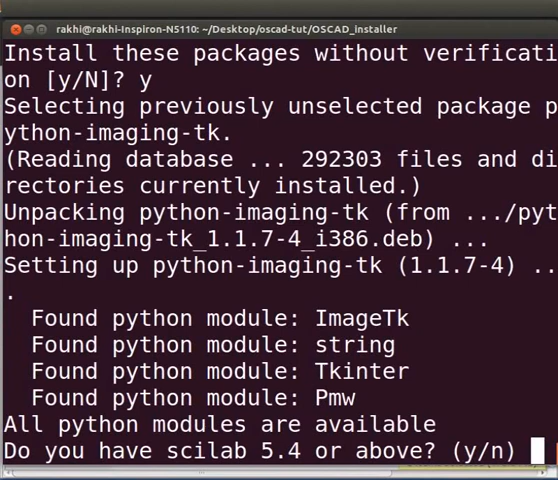 rakhi@rakhi-Inspiron-N5110: ~/Desktop/oscad-tut/OSCAD_installer
Install these packages without verificati
on [y/N]? y
Selecting previously unselected package p
ython-imaging-tk.
(Reading database ... 292303 files and di
rectories currently installed.)
Unpacking python-imaging-tk (from .../pyt
hon-imaging-tk_1.1.7-4_i386.deb) ...
Setting up python-imaging-tk (1.1.7-4) ..
.
Found python module: ImageTk
Found python module: string
Found python module: Tkinter
Found python module: Pmw
All python modules are available
Do you have scilab 5.4 or above? (y/n)